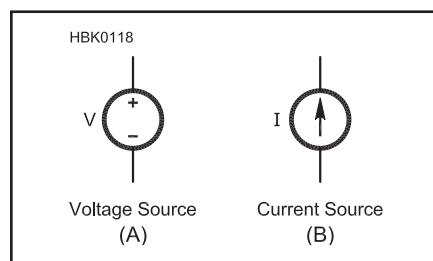 HBK0118
V + −
I
Voltage Source
(A)
Current Source
(B)